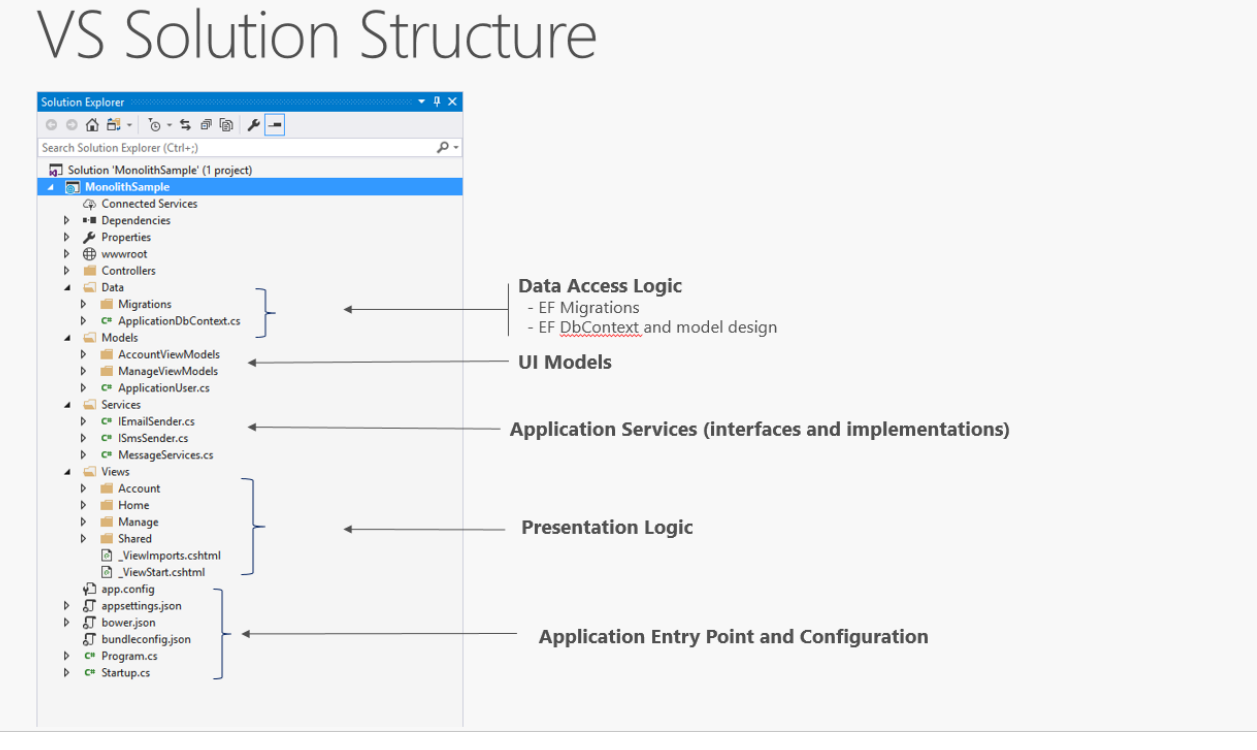 VS Solution Structure
Solution Explorer
Search Solution Explorer (Ctrl+;)
Solution 'MonolithSample' (1 project)
MonolithSample
Connected Services
Dependencies
Properties
wwwroot
Controllers
Data
Migrations
ApplicationDbContext.cs
Models
AccountViewModels
ManageViewModels
ApplicationUser.cs
Services
IEmailSender.cs
ISmsSender.cs
MessageServices.cs
Views
Account
Home
Manage
Shared
_ViewImports.cshtml
_ViewStart.cshtml
app.config
appsettings.json
bower.json
bundleconfig.json
Program.cs
Startup.cs
Data Access Logic
- EF Migrations
- EF DbContext and model design
UI Models
Application Services (interfaces and implementations)
Presentation Logic
Application Entry Point and Configuration